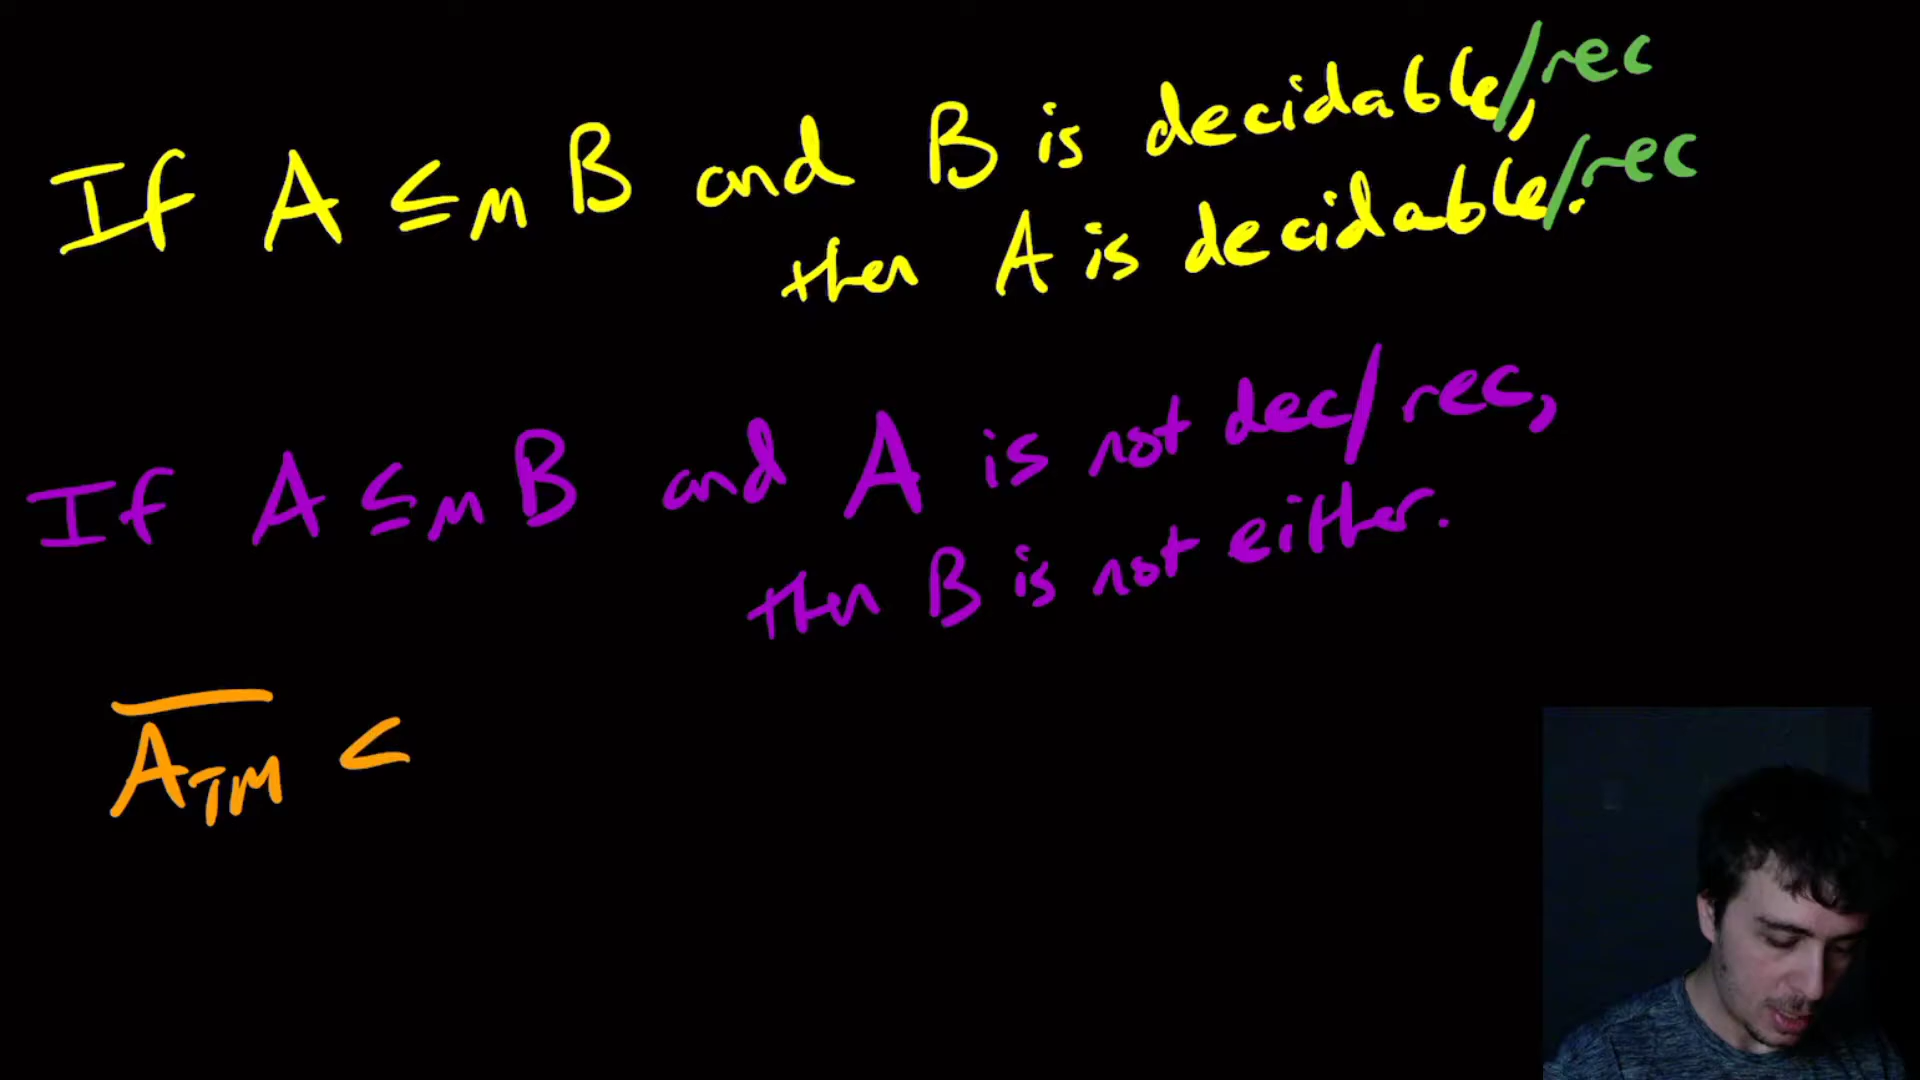 If A ≤ₘ B and B is decidable/rec,
then A is decidable/rec.
If A ≤ₘ B and A is not dec/rec,
then B is not either.
A̅T̅M̅ <